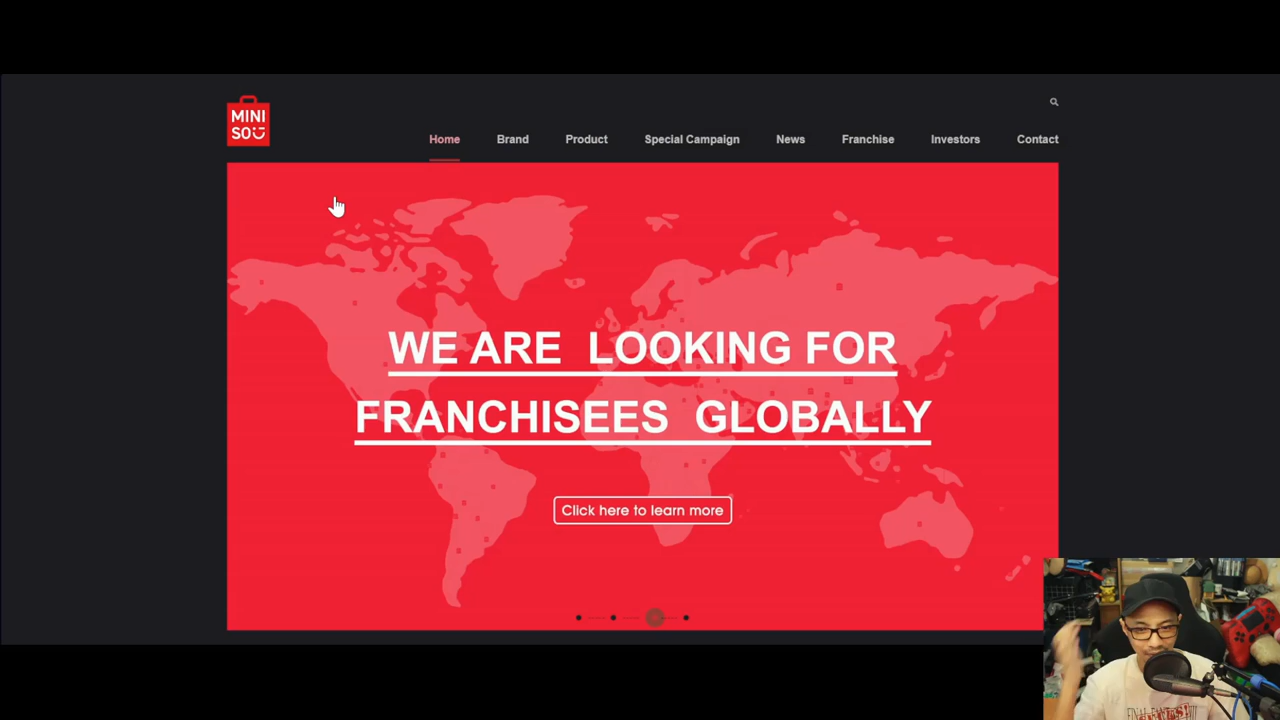 MINI
SO
Home Brand Product Special Campaign News Franchise Investors Contact
WE ARE LOOKING FOR
FRANCHISEES GLOBALLY
Click here to learn more